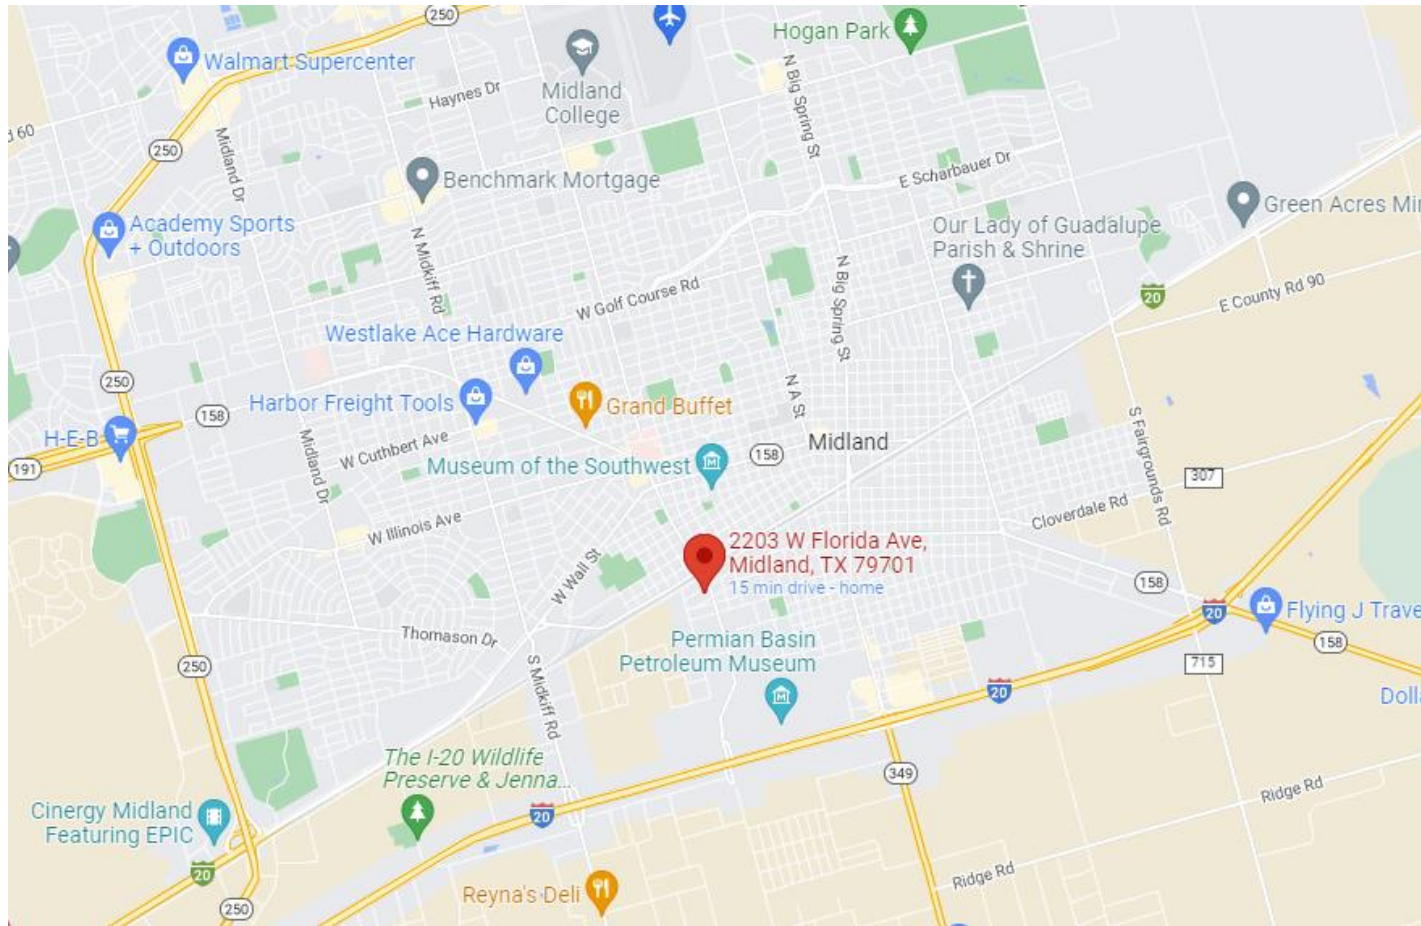 250
Hogan Park
Walmart Supercenter
Haynes Dr
Midland
College
N Big Spring St
d 60
250
Midland Dr
E Scharbauer Dr
Benchmark Mortgage
Green Acres Mi
Academy Sports
+ Outdoors
Our Lady of Guadalupe
Parish & Shrine
N Midkiff Rd
N Big Spring St
W Golf Course Rd
20
E County Rd 90
Westlake Ace Hardware
250
Harbor Freight Tools
Grand Buffet
N A St
158
H-E-B
W Cuthbert Ave
Midland
S Fairgrounds Rd
191
Midland Dr
Museum of the Southwest
158
307
W Illinois Ave
Cloverdale Rd
2203 W Florida Ave,
Midland, TX 79701
15 min drive - home
W Wall St
158
20
Flying J Trave
Thomason Dr
Permian Basin
Petroleum Museum
158
250
S Midkiff Rd
715
20
Doll
The I-20 Wildlife
Preserve & Jenna...
349
Ridge Rd
Cinergy Midland
Featuring EPIC
20
20
Ridge Rd
Reyna's Deli
250